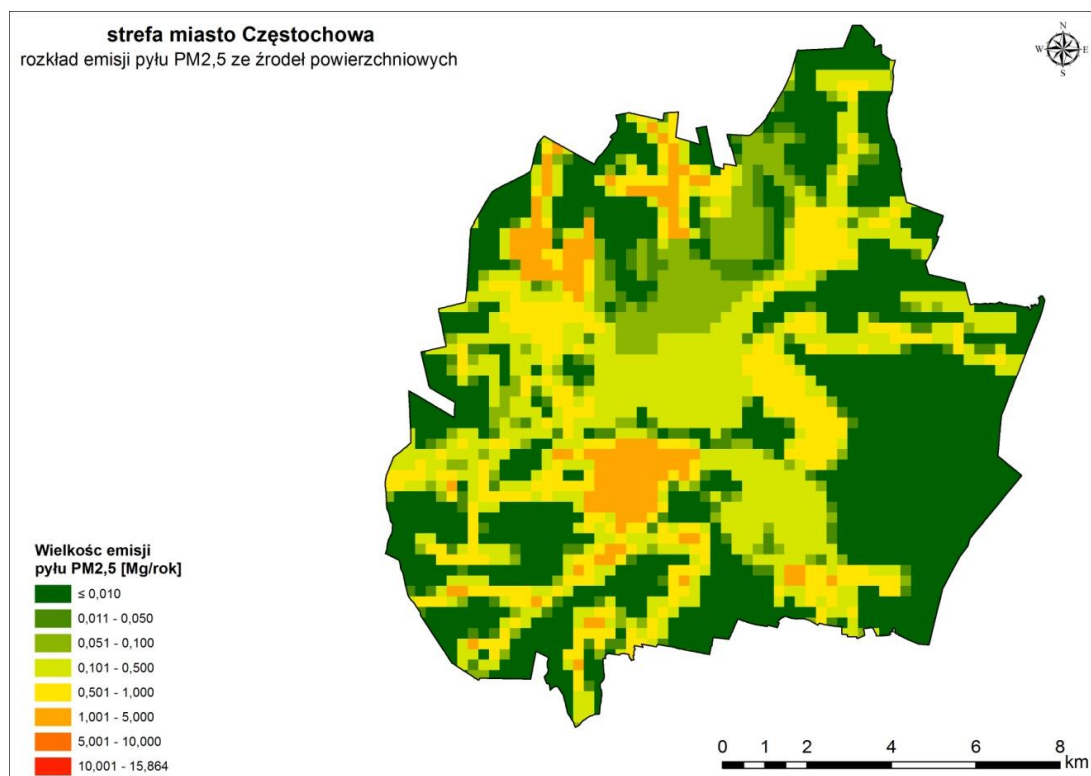 strefa miasto Częstochowa
rozkład emisji pyłu PM2,5 ze źródeł powierzchniowych
N
W E
S
Wielkośc emisji
pyłu PM2,5 [Mg/rok]
≤ 0,010
0,011 - 0,050
0,051 - 0,100
0,101 - 0,500
0,501 - 1,000
1,001 - 5,000
5,001 - 10,000
10,001 - 15,864
0 1 2 4 6 8
km